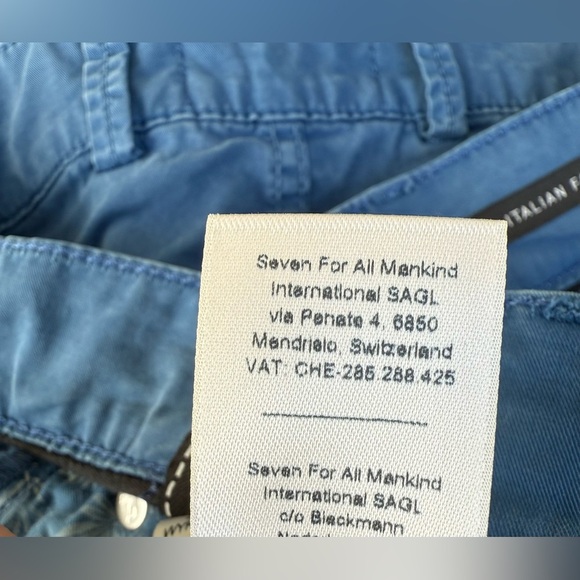 ITALIAN F
Seven For All Mankind
International SAGL
via Penate 4, 6850
Mendrisio, Switzerland
VAT: CHE-285.288.425
Seven For All Mankind
International SAGL
c/o Bleckmann